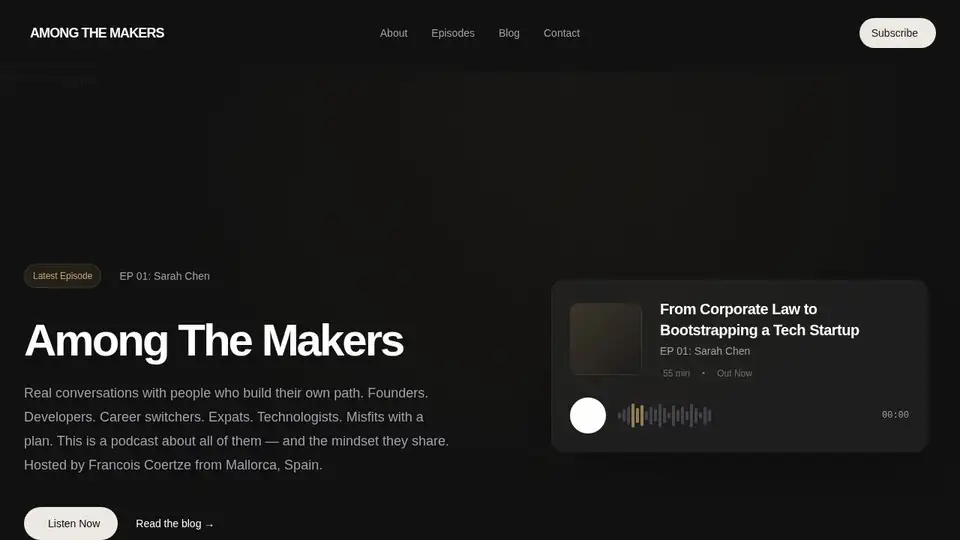 AMONG THE MAKERS
About
Episodes
Blog
Contact
Subscribe
Latest Episode
EP 01: Sarah Chen
Among The Makers
Real conversations with people who build their own path. Founders.
Developers. Career switchers. Expats. Technologists. Misfits with a
plan. This is a podcast about all of them — and the mindset they share.
Hosted by Francois Coertze from Mallorca, Spain.
Listen Now
Read the blog →
From Corporate Law to
Bootstrapping a Tech Startup
EP 01: Sarah Chen
55 min • Out Now
00:00